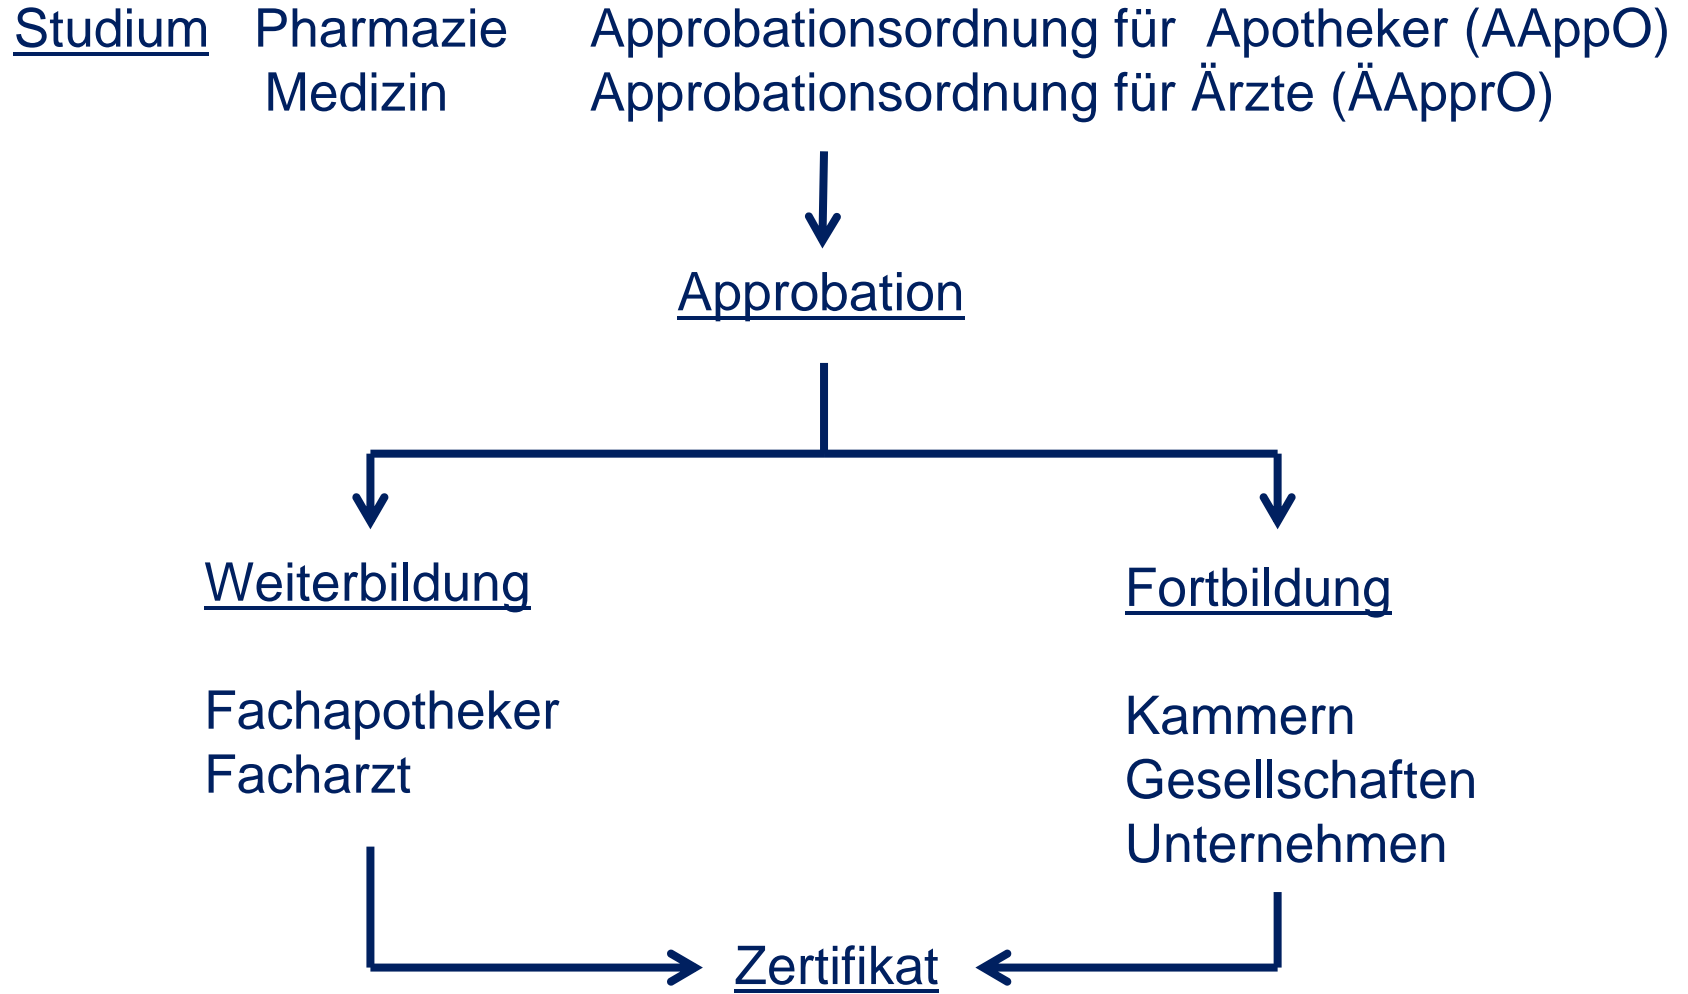 Studium Pharmazie Approbationsordnung für Apotheker (AAppO)
Medizin Approbationsordnung für Ärzte (ÄApprO)
Approbation
Weiterbildung
Fachapotheker
Facharzt
Fortbildung
Kammern
Gesellschaften
Unternehmen
Zertifikat